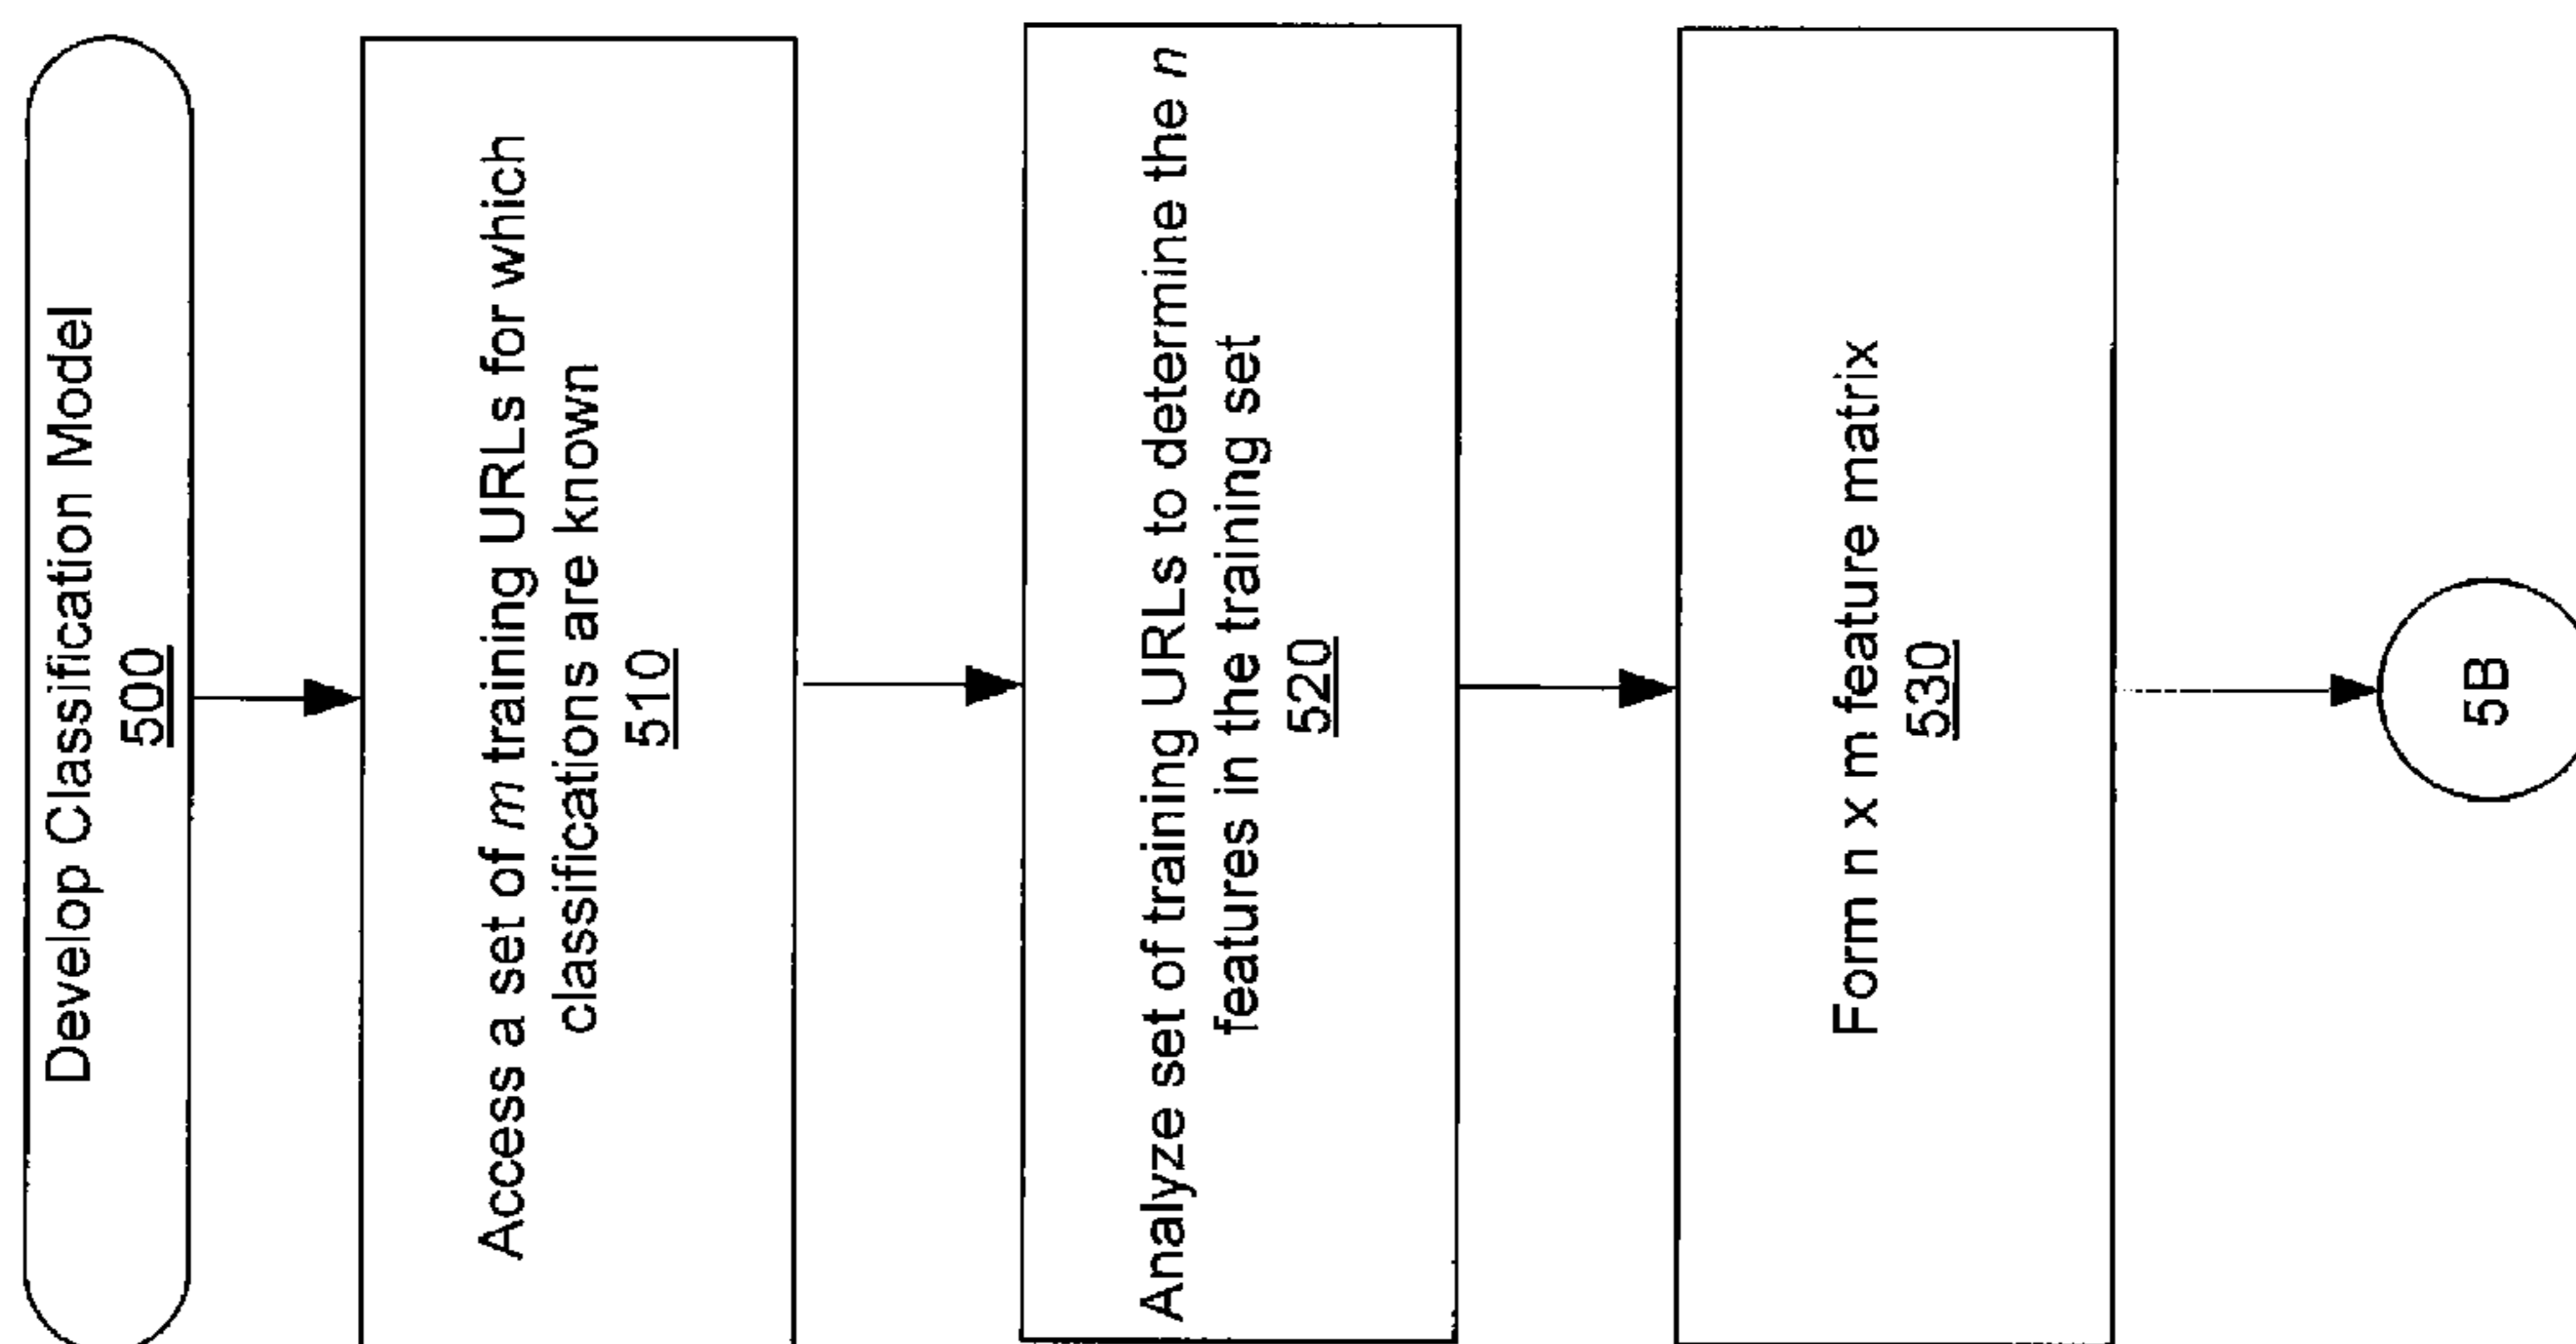 Develop Classification Model
500
Access a set of m training URLs for which
classifications are known
510
Analyze set of training URLs to determine the n
features in the training set
520
Form n x m feature matrix
530
5B